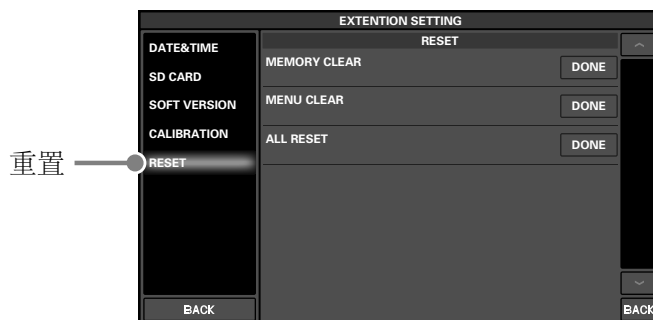 EXTENTION SETTING
DATE&TIME
SD CARD
SOFT VERSION
CALIBRATION
RESET
BACK
RESET
MEMORY CLEAR DONE
MENU CLEAR DONE
ALL RESET DONE
BACK
重置